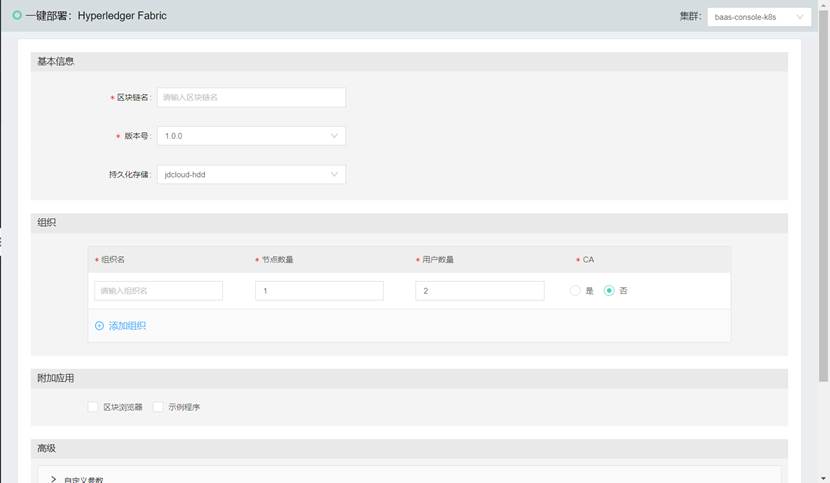 一键部署：Hyperledger Fabric 集群: baas-console-k8s
基本信息
* 区块链名: 请输入区块链名
* 版本号: 1.0.0
持久化存储: jdcloud-hdd
组织
* 组织名 * 节点数量 * 用户数量 * CA
请输入组织名 1 2 是 否
添加组织
附加应用
区块浏览器 示例程序
高级
自定义参数